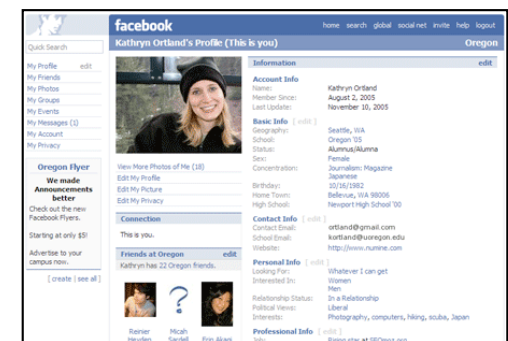 facebook
home search global social net invite help logout
Kathryn Ortland's Profile (This is you) Oregon
Quick Search
My Profile edit
My Friends
My Photos
My Groups
My Events
My Messages (1)
My Account
My Privacy
Oregon Flyer
We made
Announcements
better
Check out the new
Facebook Flyers.
Starting at only $5!
Advertise to your
campus now.
[ create | see all ]
View More Photos of Me (18)
Edit My Profile
Edit My Picture
Edit My Privacy
Connection
This is you.
Friends at Oregon edit
Kathryn has 22 Oregon friends.
?
Reiner
Hayden
Micah
Sardell
Erin Akagi
Information edit
Account Info
Name: Kathryn Ortland
Member Since: August 2, 2005
Last Update: November 10, 2005
Basic Info [ edit ]
Geography: Seattle, WA
School: Oregon '05
Status: Alumnus/Alumna
Sex: Female
Concentration: Journalism: Magazine
Japanese
Birthday: 10/16/1982
Home Town: Bellevue, WA 98006
High School: Newport High School '00
Contact Info [ edit ]
Contact Email: ortland@gmail.com
School Email: kortland@uoregon.edu
Website: http://www.numine.com
Personal Info [ edit ]
Looking For: Whatever I can get
Interested In: Women
Men
Relationship Status: In a Relationship
Political Views: Liberal
Interests: Photography, computers, hiking, scuba, Japan
Professional Info [ edit ]